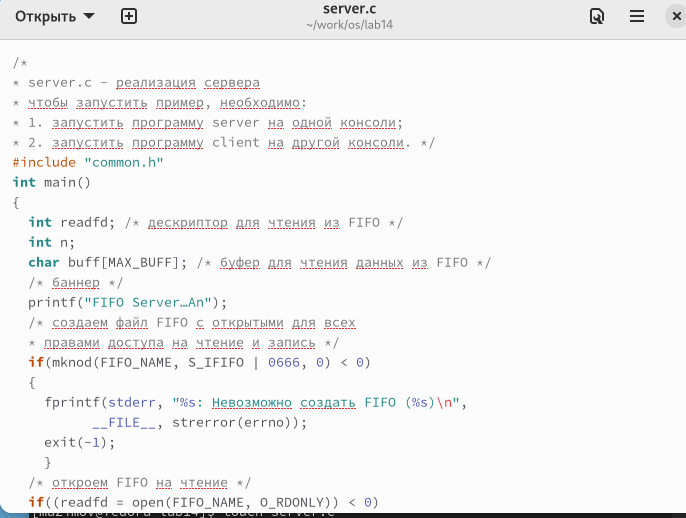 Открыть
server.c
~/work/os/lab14
/*
* server.c - реализация сервера
* чтобы запустить пример, необходимо:
* 1. запустить программу server на одной консоли;
* 2. запустить программу client на другой консоли. */
#include "common.h"
int main()
{
int readfd; /* дескриптор для чтения из FIFO */
int n;
char buff[MAX_BUFF]; /* буфер для чтения данных из FIFO */
/* баннер */
printf("FIFO Server…An");
/* создаем файл FIFO с открытыми для всех
* правами доступа на чтение и запись */
if(mknod(FIFO_NAME, S_IFIFO | 0666, 0) < 0)
{
fprintf(stderr, "%s: Невозможно создать FIFO (%s)\n",
__FILE__, strerror(errno));
exit(-1);
}
/* откроем FIFO на чтение */
if((readfd = open(FIFO_NAME, O_RDONLY)) < 0)